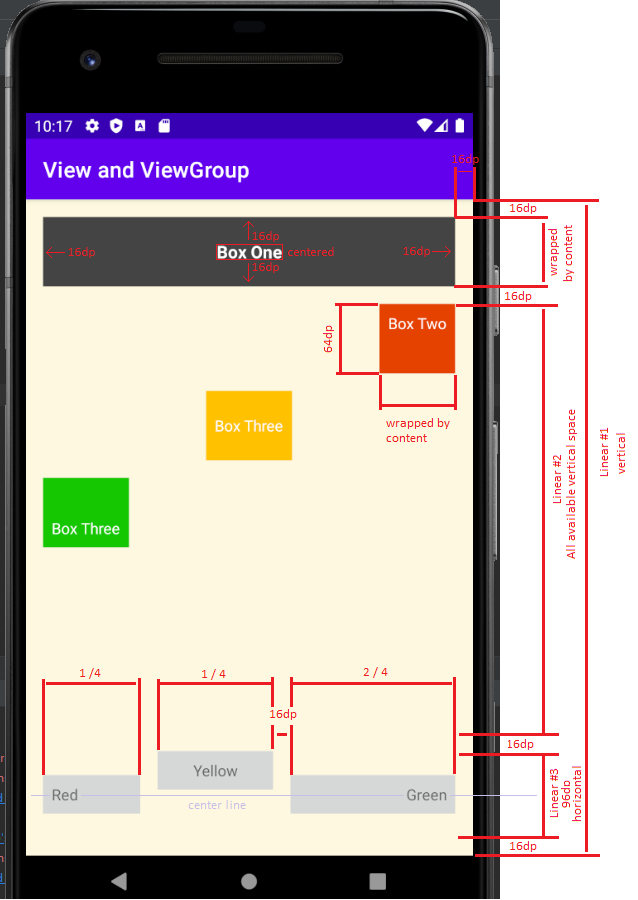 10:17
View and ViewGroup
16dp
16dp
16dp
Box One
centered
16dp
16dp
16dp
wrapped
by content
16dp
Box Two
64dp
wrapped by
content
Box Three
Box Three
Linear #2
All available vertical space
Linear #1
vertical
1 /4
1 / 4
2 / 4
16dp
16dp
Yellow
Red
Green
center line
Linear #3
96dp
horizontal
16dp